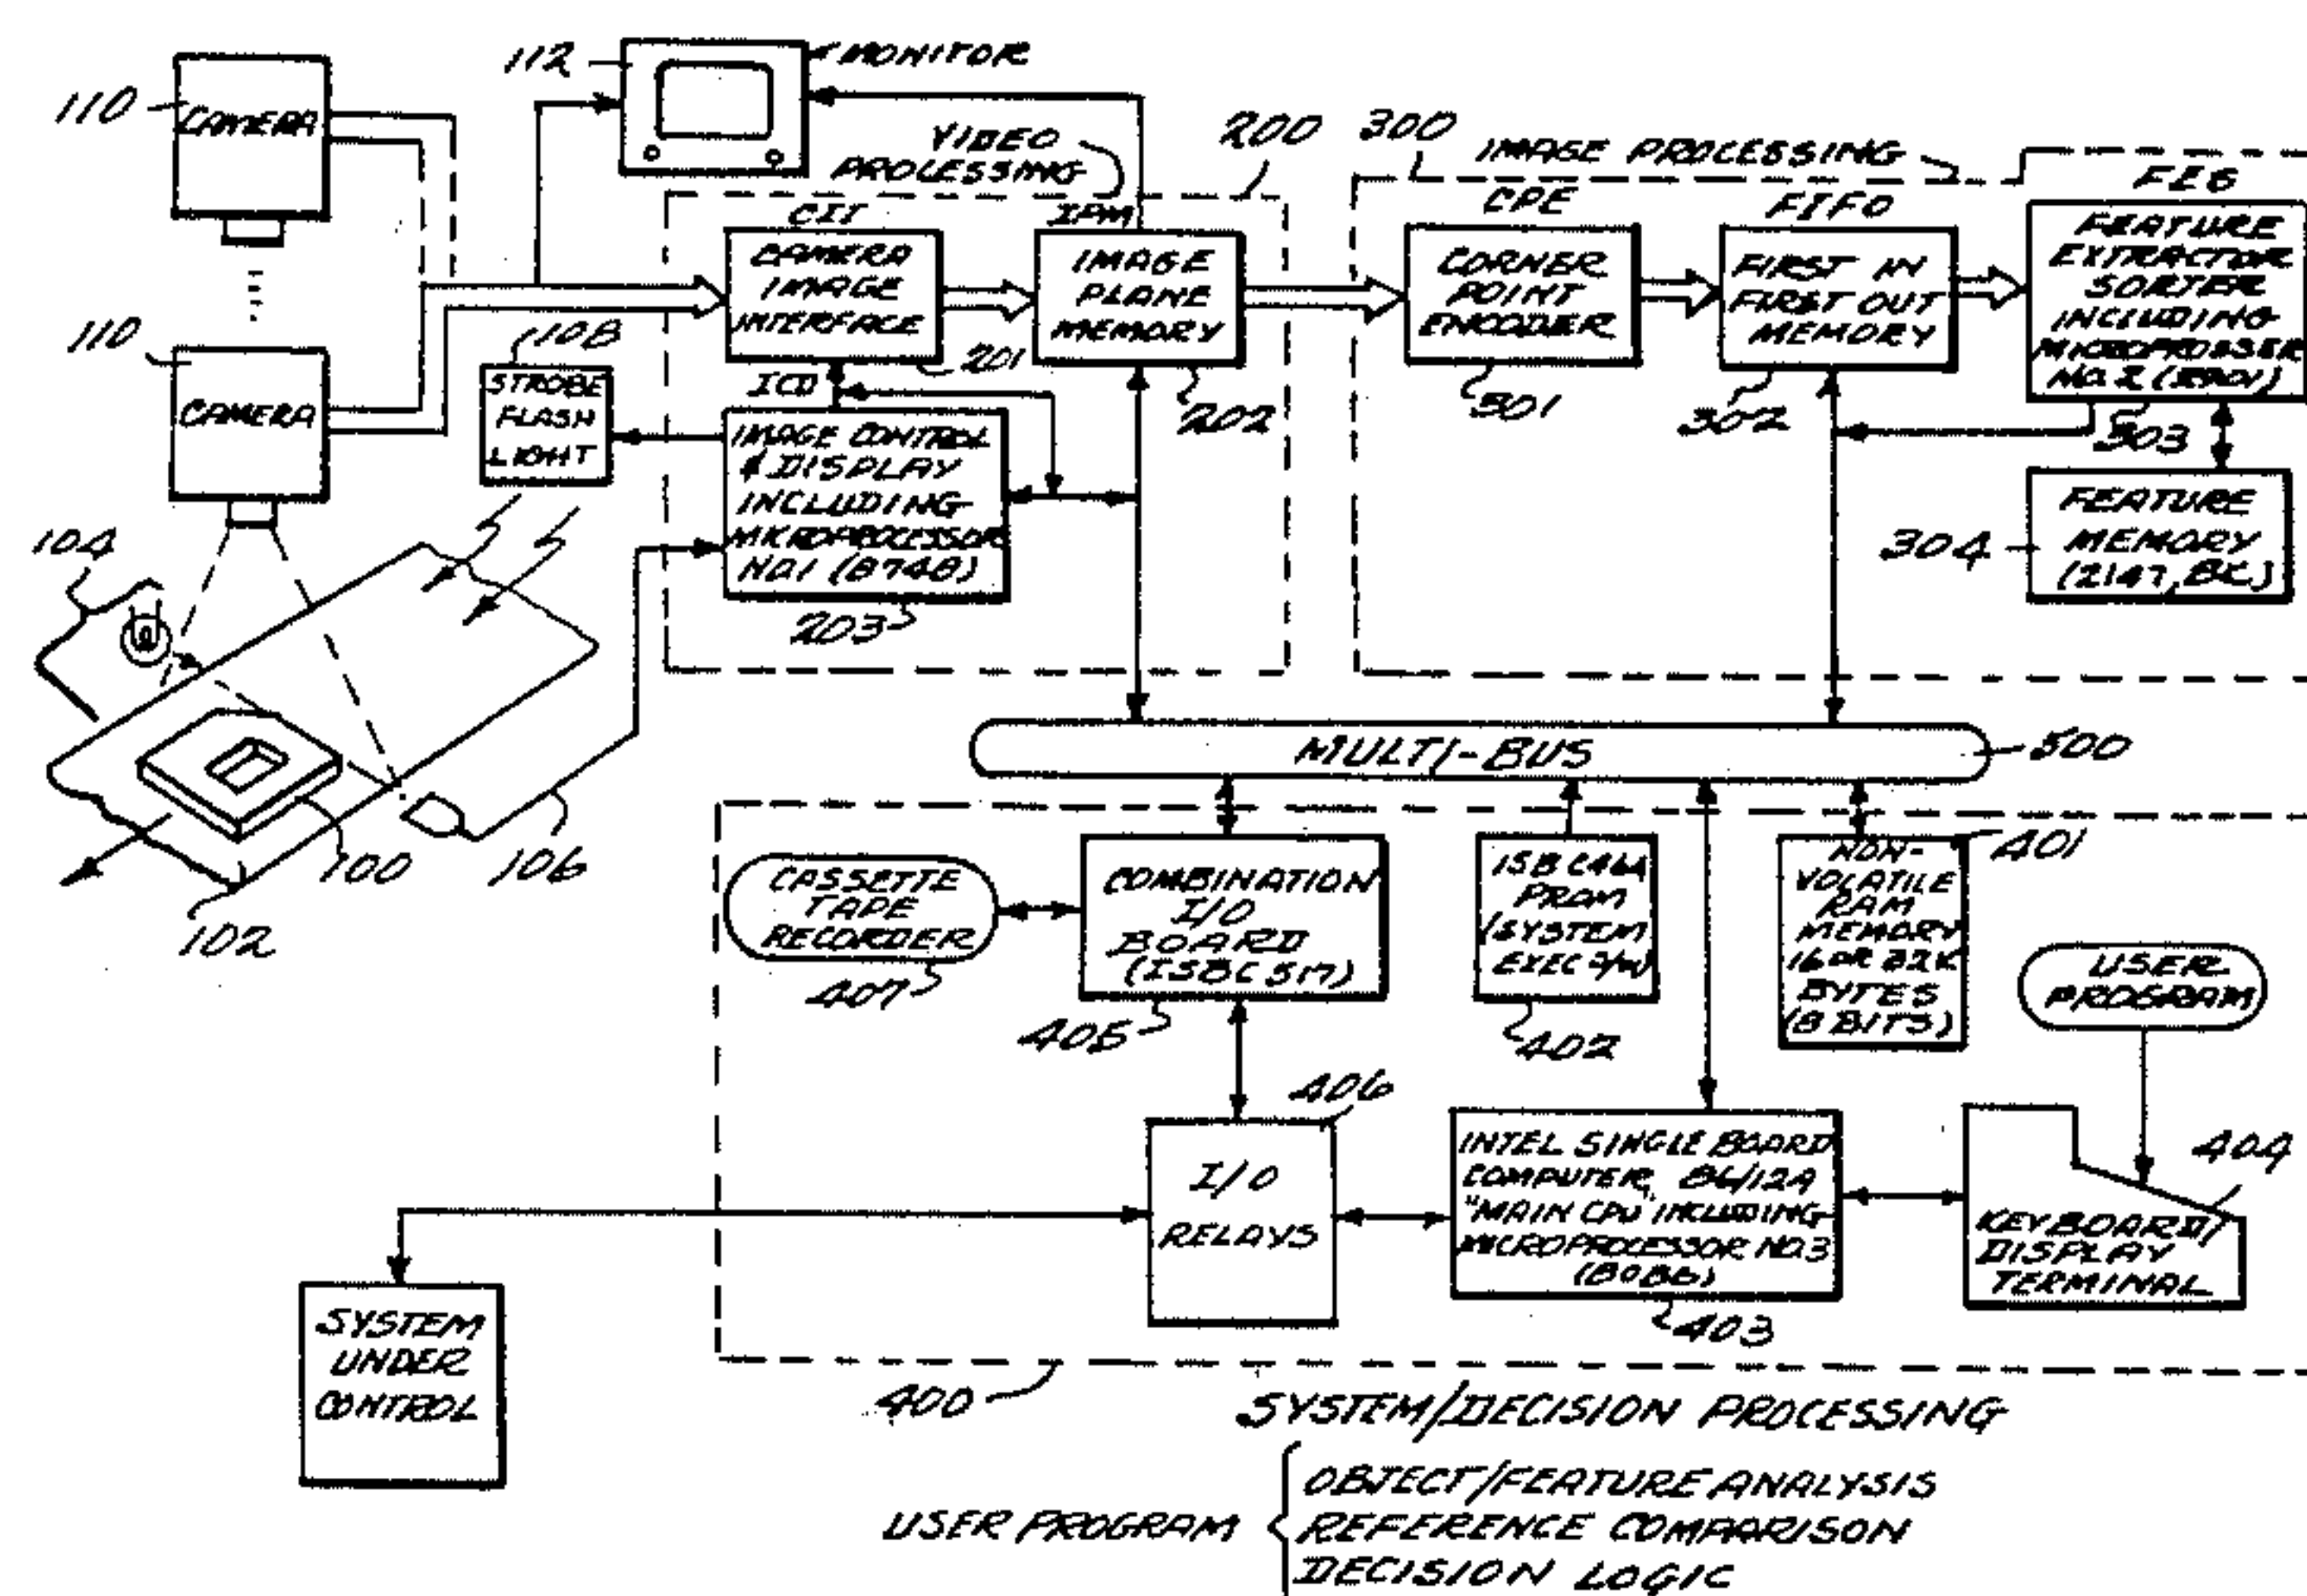 112
MONITOR
110
CAMERA
VIDEO
PROCESSING
200
300
IMAGE PROCESSING
CII
IPM
CPE
FIFO
FES
CAMERA
IMAGE
INTERFACE
201
IMAGE
PLANE
MEMORY
202
CORNER
POINT
ENCODER
301
FIRST IN
FIRST OUT
MEMORY
302
FEATURE
EXTRACTOR
SORTER
INCLUDING
NO. 2 (2901)
303
110
CAMERA
108
STROBE
FLASH
LIGHT
ICD
IMAGE CONTROL
& DISPLAY
INCLUDING
MICROPROCESSOR
NO.1 (8748)
203
304
FEATURE
MEMORY
(2147, 8K)
104
100
102
106
MULTI-BUS
500
CASSETTE
TAPE
RECORDER
407
COMBINATION
I/O
BOARD
(ISBC 517)
405
PROM
SYSTEM
EXEC
402
NON-
VOLATILE
RAM
MEMORY
16 OR 32K
BYTES
(8 BITS)
401
USER
PROGRAM
406
I/O
RELAYS
INTEL SINGLE BOARD
COMPUTER, 86/12A
"MAIN CPU" INCLUDING
MICROPROCESSOR NO.3
(8086)
403
404
KEYBOARD/
DISPLAY
TERMINAL
SYSTEM
UNDER
CONTROL
400
SYSTEM/DECISION PROCESSING
USER PROGRAM
OBJECT/FEATURE ANALYSIS
REFERENCE COMPARISON
DECISION LOGIC